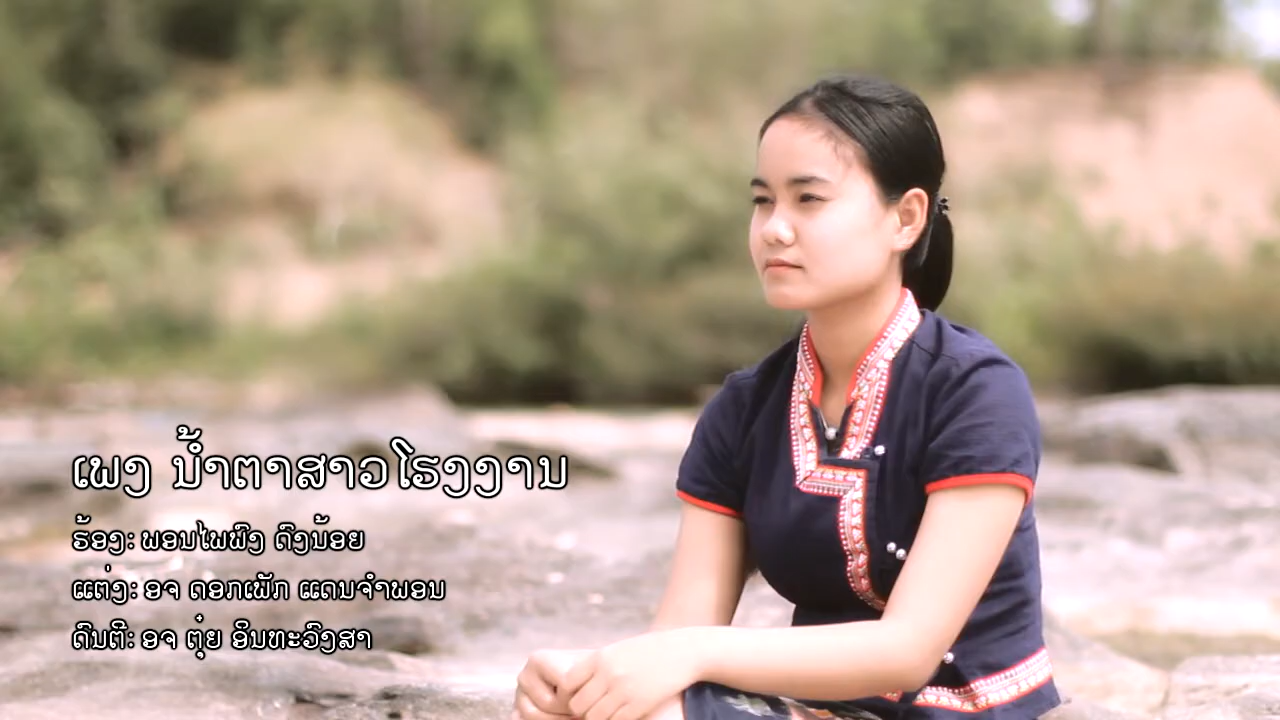 ເພງ ນ້ຳຕາສາວໂຮງງານ
ຮ້ອງ: ພອນໄພພົງ ດົງນ້ອຍ
ແຕ່ງ: ອຈ ດອກເພັກ ແດນຈຳພອນ
ດົນຕີ: ອຈ ຕຸ໋ຍ ອິນທະວົງສາ